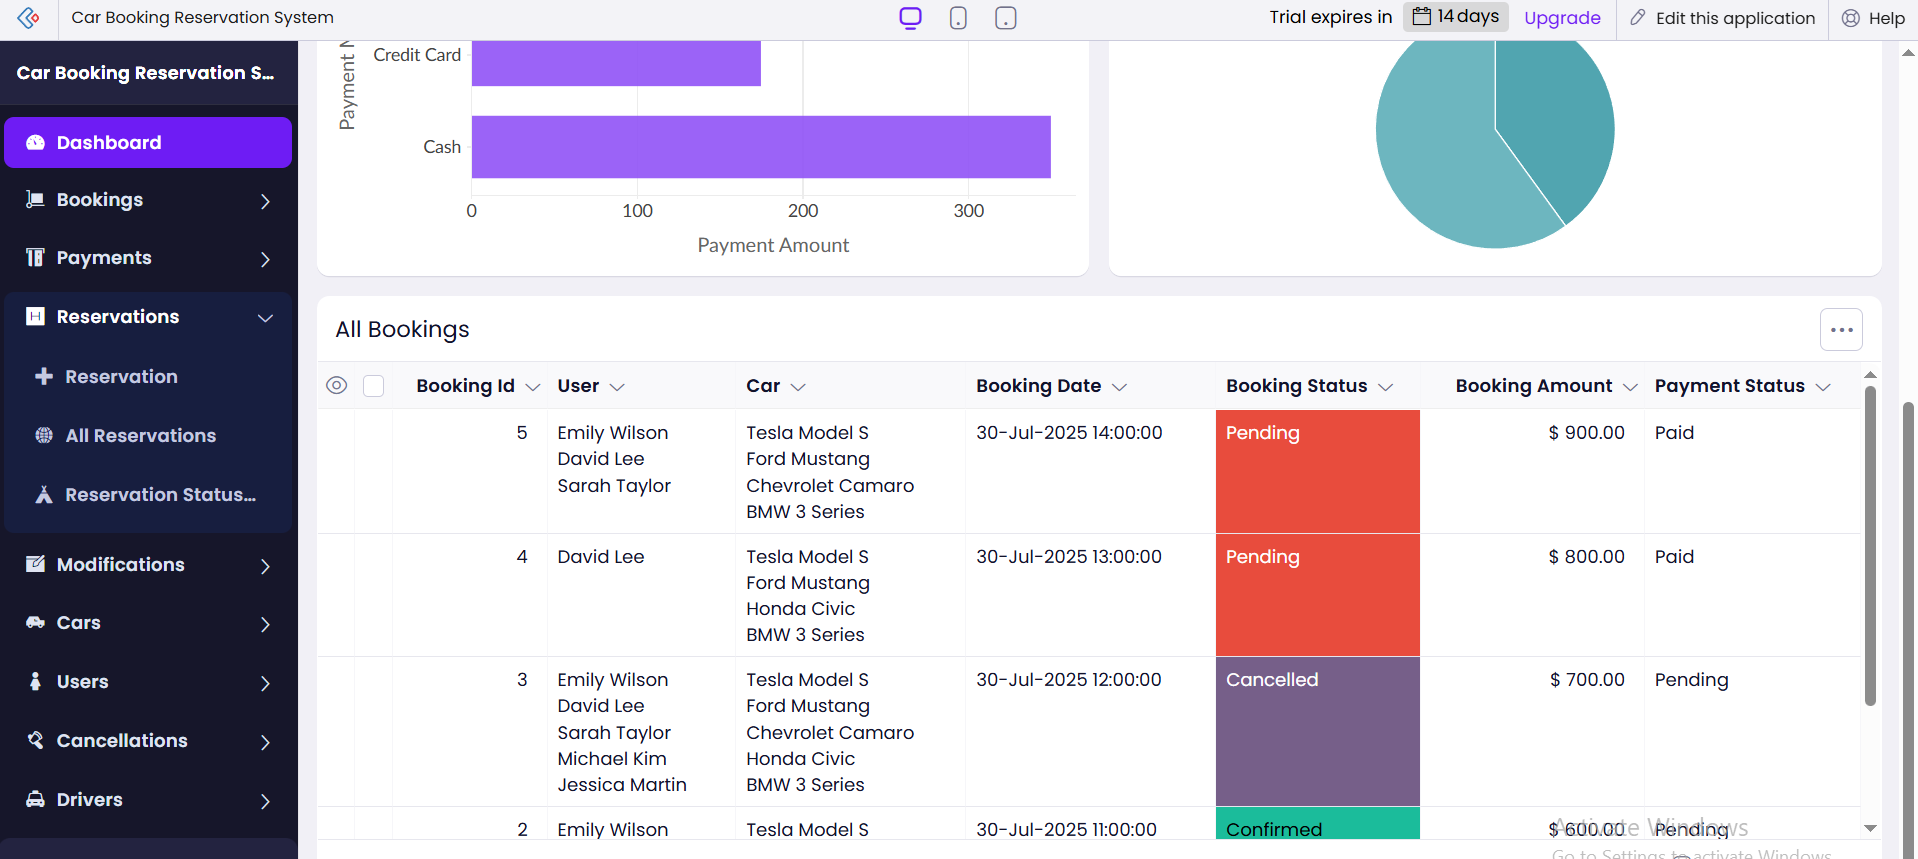 Car Booking Reservation System
Trial expires in 14 days Upgrade Edit this application Help
Car Booking Reservation S...
Dashboard
Bookings
Payments
Reservations
Reservation
All Reservations
Reservation Status...
Modifications
Cars
Users
Cancellations
Drivers
Payment
Credit Card
Cash
0 100 200 300
Payment Amount
All Bookings
Booking Id User Car Booking Date Booking Status Booking Amount Payment Status
5 Emily Wilson Tesla Model S 30-Jul-2025 14:00:00 Pending $ 900.00 Paid
David Lee Ford Mustang
Sarah Taylor Chevrolet Camaro
BMW 3 Series
4 David Lee Tesla Model S 30-Jul-2025 13:00:00 Pending $ 800.00 Paid
Ford Mustang
Honda Civic
BMW 3 Series
3 Emily Wilson Tesla Model S 30-Jul-2025 12:00:00 Cancelled $ 700.00 Pending
David Lee Ford Mustang
Sarah Taylor Chevrolet Camaro
Michael Kim Honda Civic
Jessica Martin BMW 3 Series
2 Emily Wilson Tesla Model S 30-Jul-2025 11:00:00 Confirmed $ 600.00 Pending
Activate Windows
Go to Settings to activate Windows.